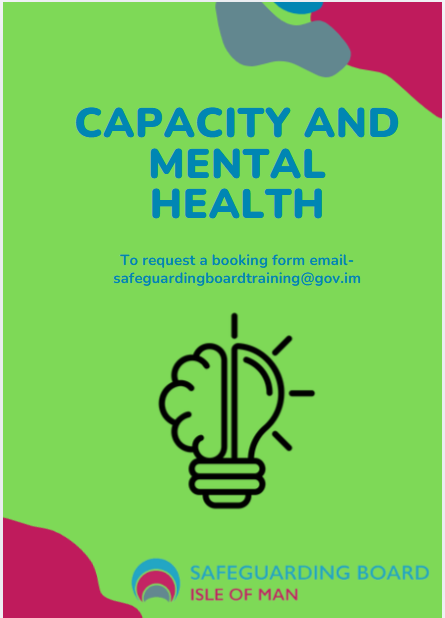 CAPACITY AND
MENTAL
HEALTH
To request a booking form email-
safeguardingboardtraining@gov.im
SAFEGUARDING BOARD
ISLE OF MAN